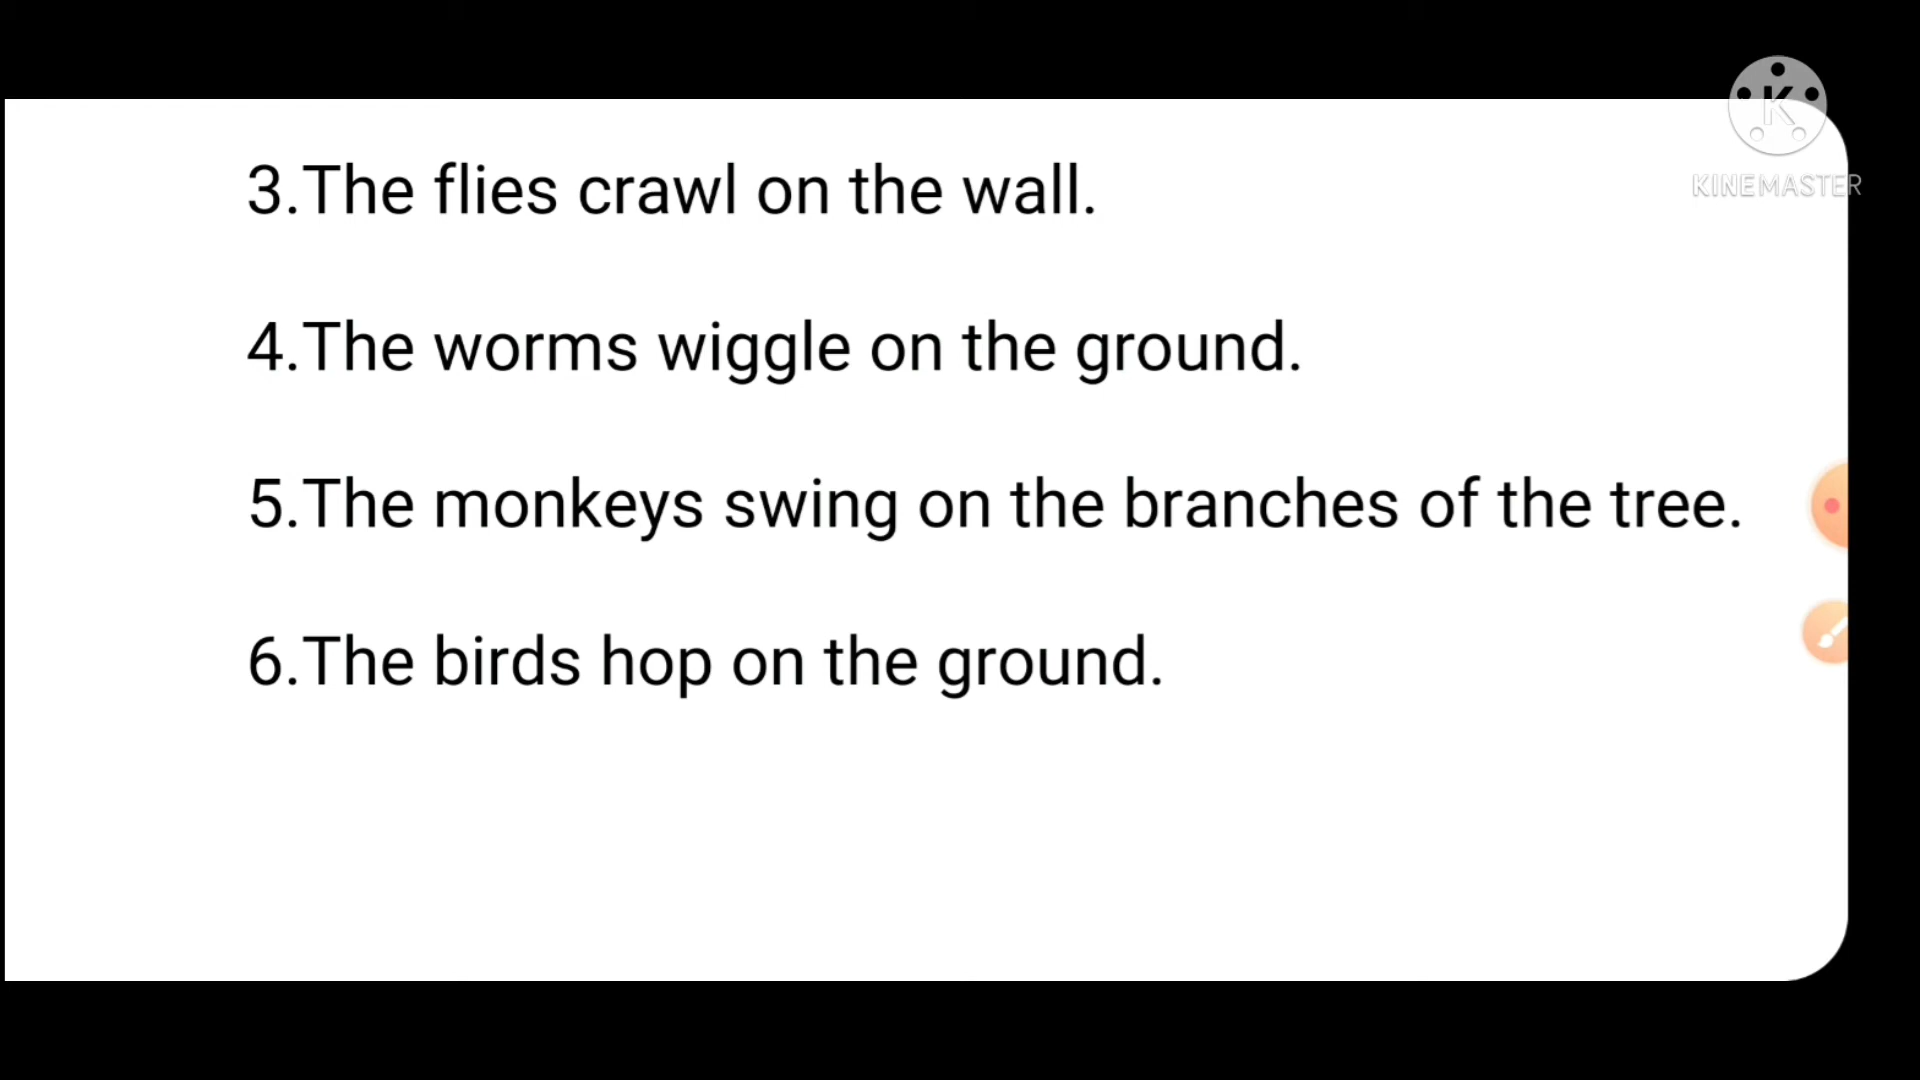 K
KINEMASTER
3.The flies crawl on the wall.
4.The worms wiggle on the ground.
5.The monkeys swing on the branches of the tree.
6.The birds hop on the ground.